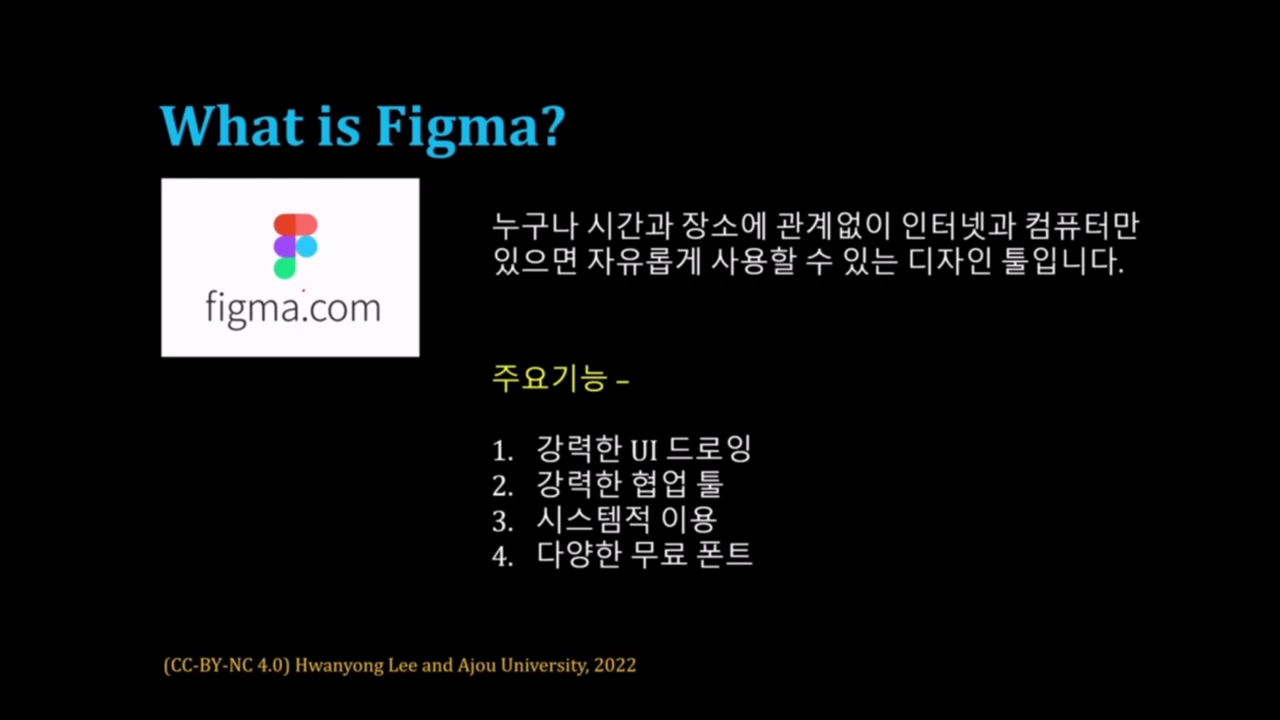 What is Figma?
figma.com
누구나 시간과 장소에 관계없이 인터넷과 컴퓨터만
있으면 자유롭게 사용할 수 있는 디자인 툴입니다.
주요기능 –
1. 강력한 UI 드로잉
2. 강력한 협업 툴
3. 시스템적 이용
4. 다양한 무료 폰트
(CC-BY-NC 4.0) Hwanyong Lee and Ajou University, 2022